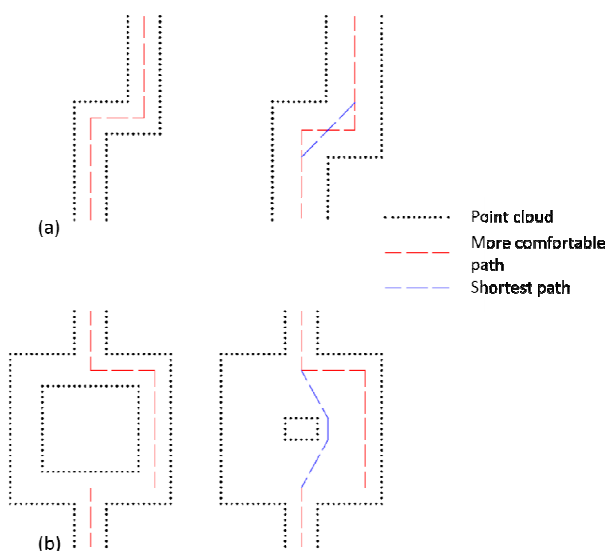 (a)
Point cloud
More comfortable
path
Shortest path
(b)